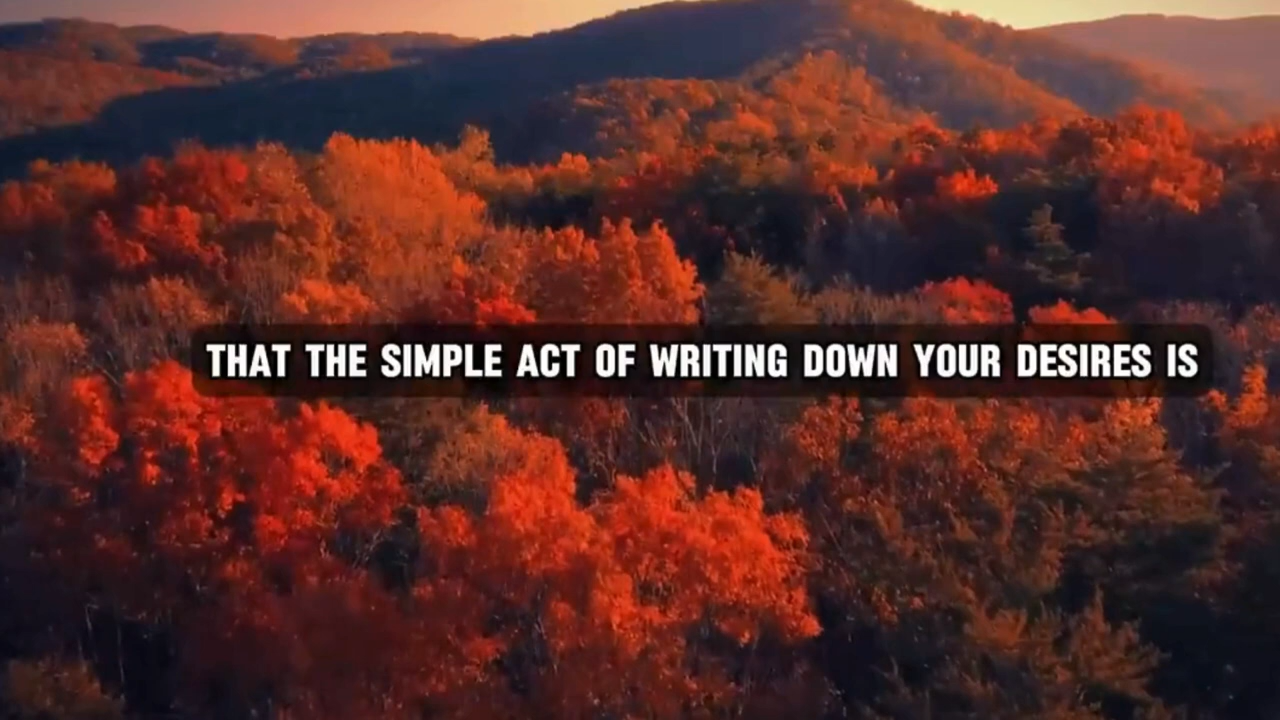 THAT THE SIMPLE ACT OF WRITING DOWN YOUR DESIRES IS